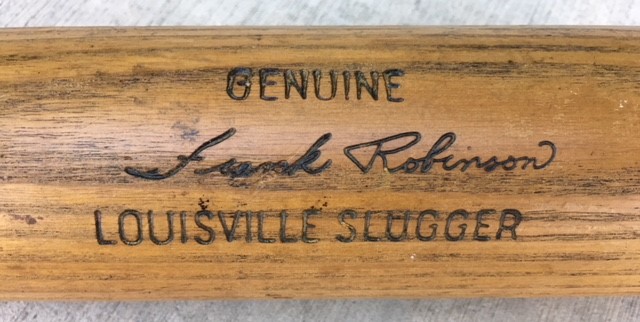 GENUINE
Frank Robinson
LOUISVILLE SLUGGER